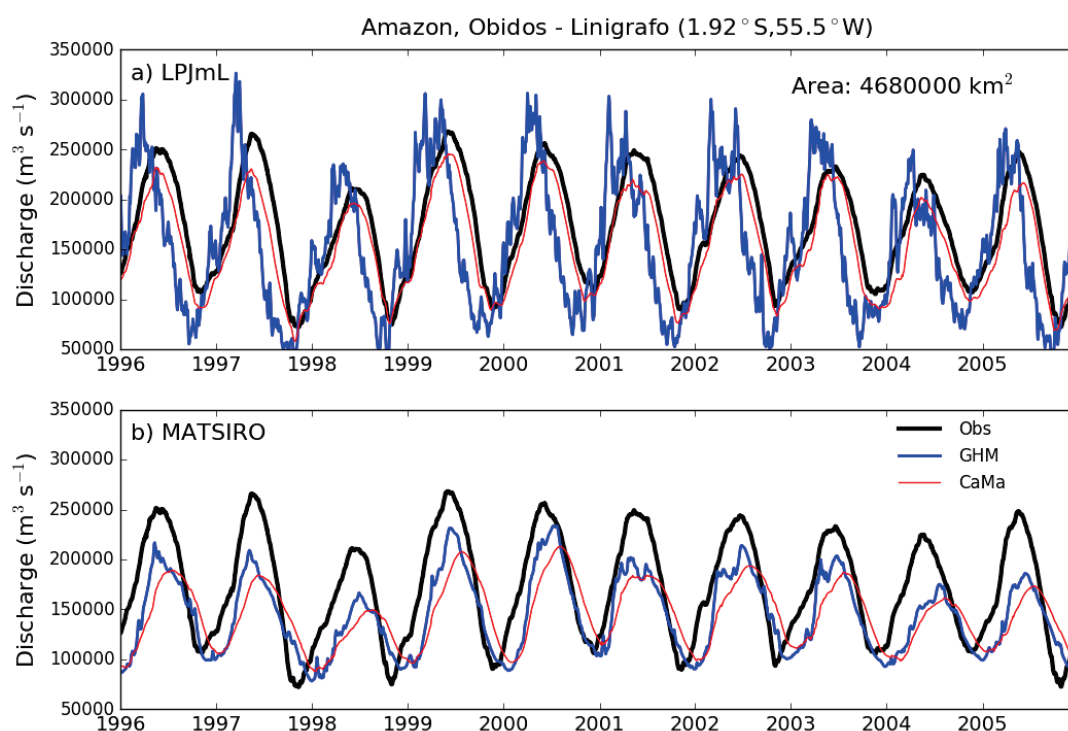 Amazon, Obidos - Linigrafo (1.92°S,55.5°W)
350000
300000
250000
200000
150000
100000
50000
Discharge (m³ s⁻¹)
a) LPJmL
Area: 4680000 km²
1996 1997 1998 1999 2000 2001 2002 2003 2004 2005
350000
300000
250000
200000
150000
100000
50000
Discharge (m³ s⁻¹)
b) MATSIRO
Obs
GHM
CaMa
1996 1997 1998 1999 2000 2001 2002 2003 2004 2005